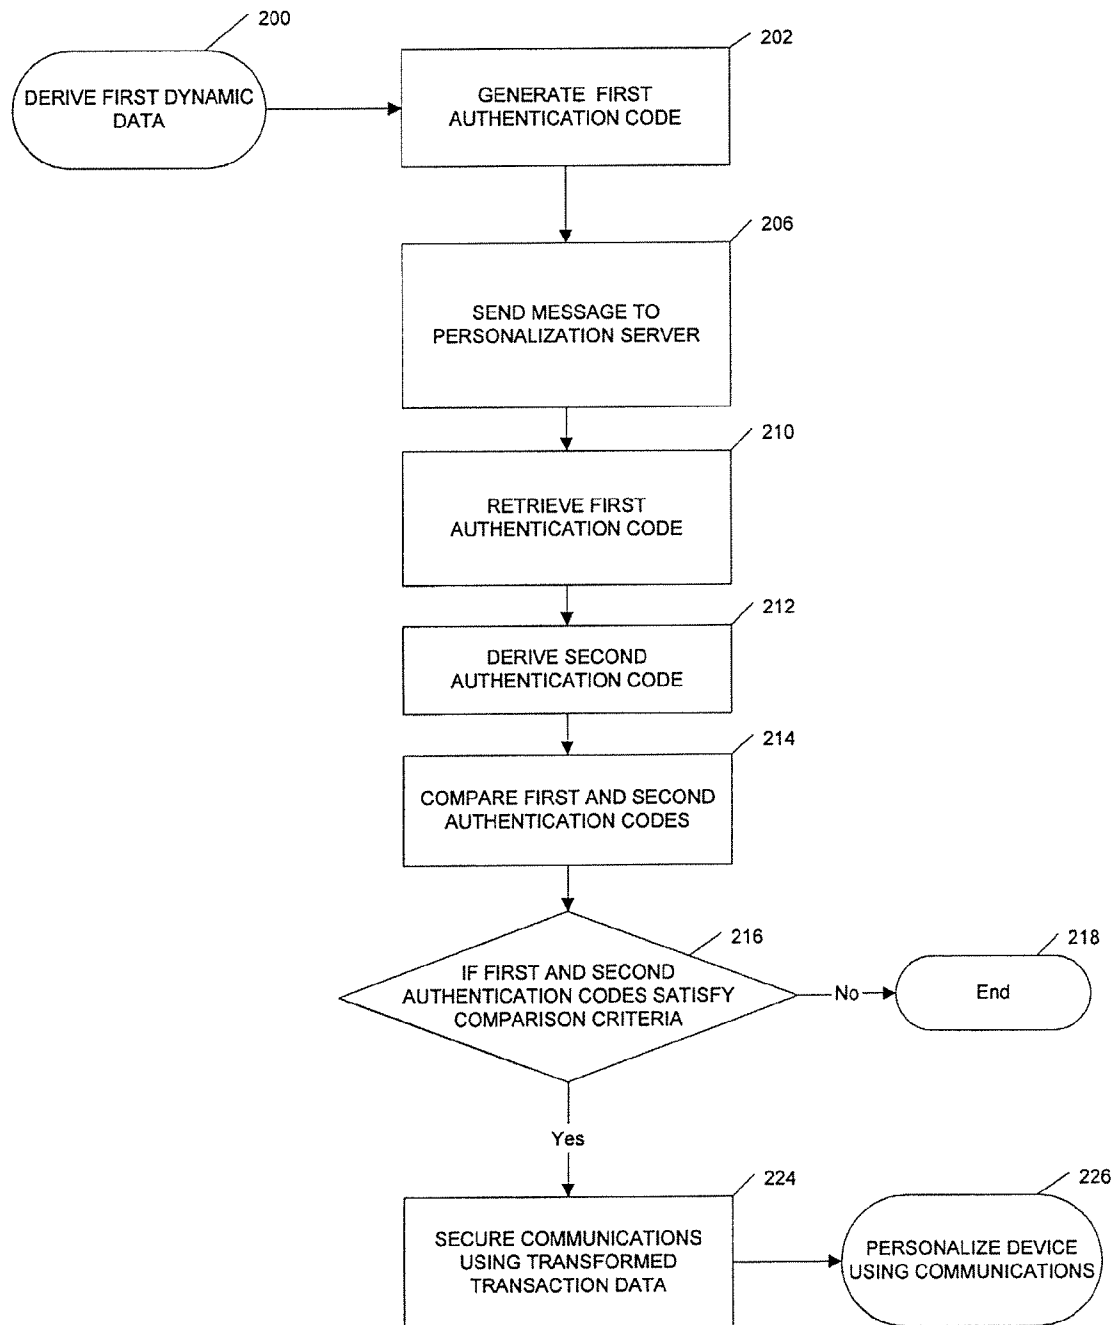 200
DERIVE FIRST DYNAMIC
DATA
202
GENERATE FIRST
AUTHENTICATION CODE
206
SEND MESSAGE TO
PERSONALIZATION SERVER
210
RETRIEVE FIRST
AUTHENTICATION CODE
212
DERIVE SECOND
AUTHENTICATION CODE
214
COMPARE FIRST AND SECOND
AUTHENTICATION CODES
216
IF FIRST AND SECOND
AUTHENTICATION CODES SATISFY
COMPARISON CRITERIA
No
218
End
Yes
224
SECURE COMMUNICATIONS
USING TRANSFORMED
TRANSACTION DATA
226
PERSONALIZE DEVICE
USING COMMUNICATIONS